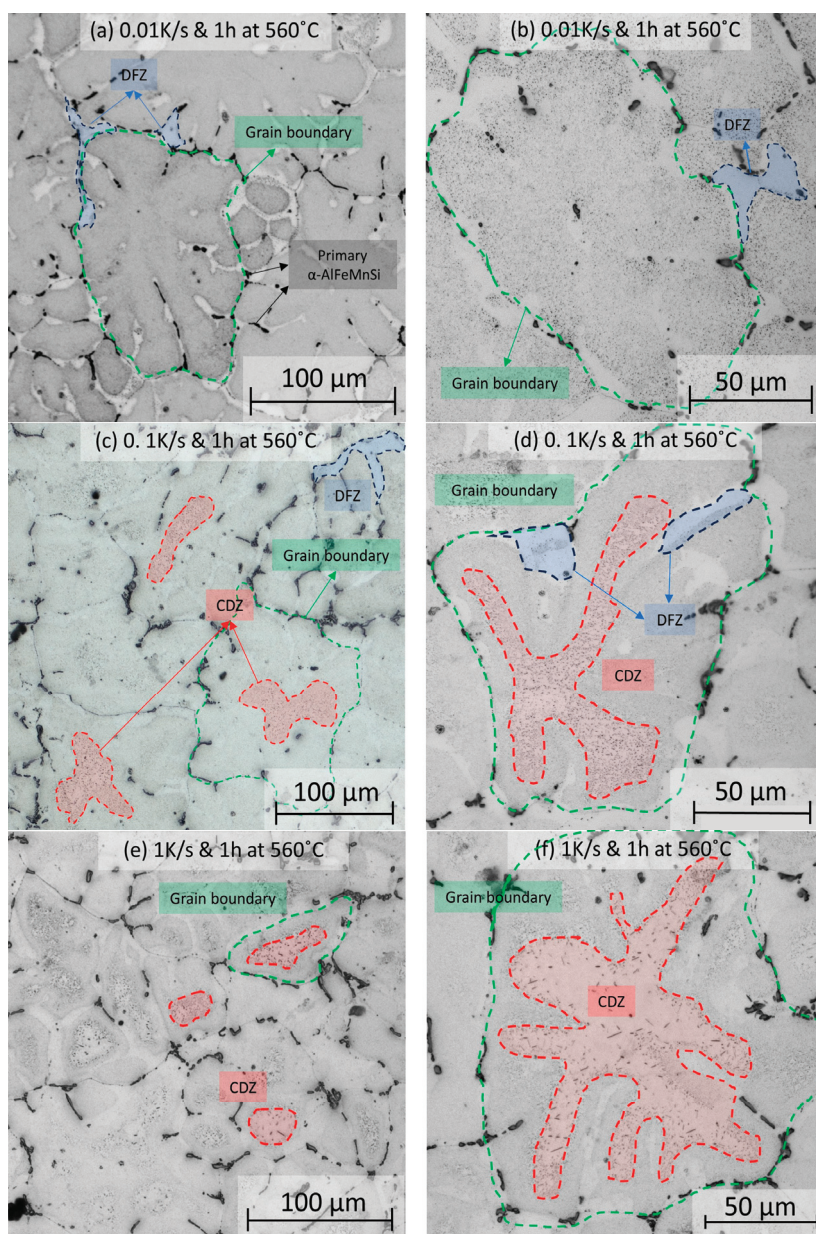 (a) 0.01K/s & 1h at 560˚C
DFZ
Grain boundary
Primary
α-AlFeMnSi
100 µm
(b) 0.01K/s & 1h at 560˚C
DFZ
Grain boundary
50 µm
(c) 0. 1K/s & 1h at 560˚C
DFZ
Grain boundary
CDZ
100 µm
(d) 0. 1K/s & 1h at 560˚C
Grain boundary
DFZ
CDZ
50 µm
(e) 1K/s & 1h at 560˚C
Grain boundary
CDZ
100 µm
(f) 1K/s & 1h at 560˚C
Grain boundary
CDZ
50 µm